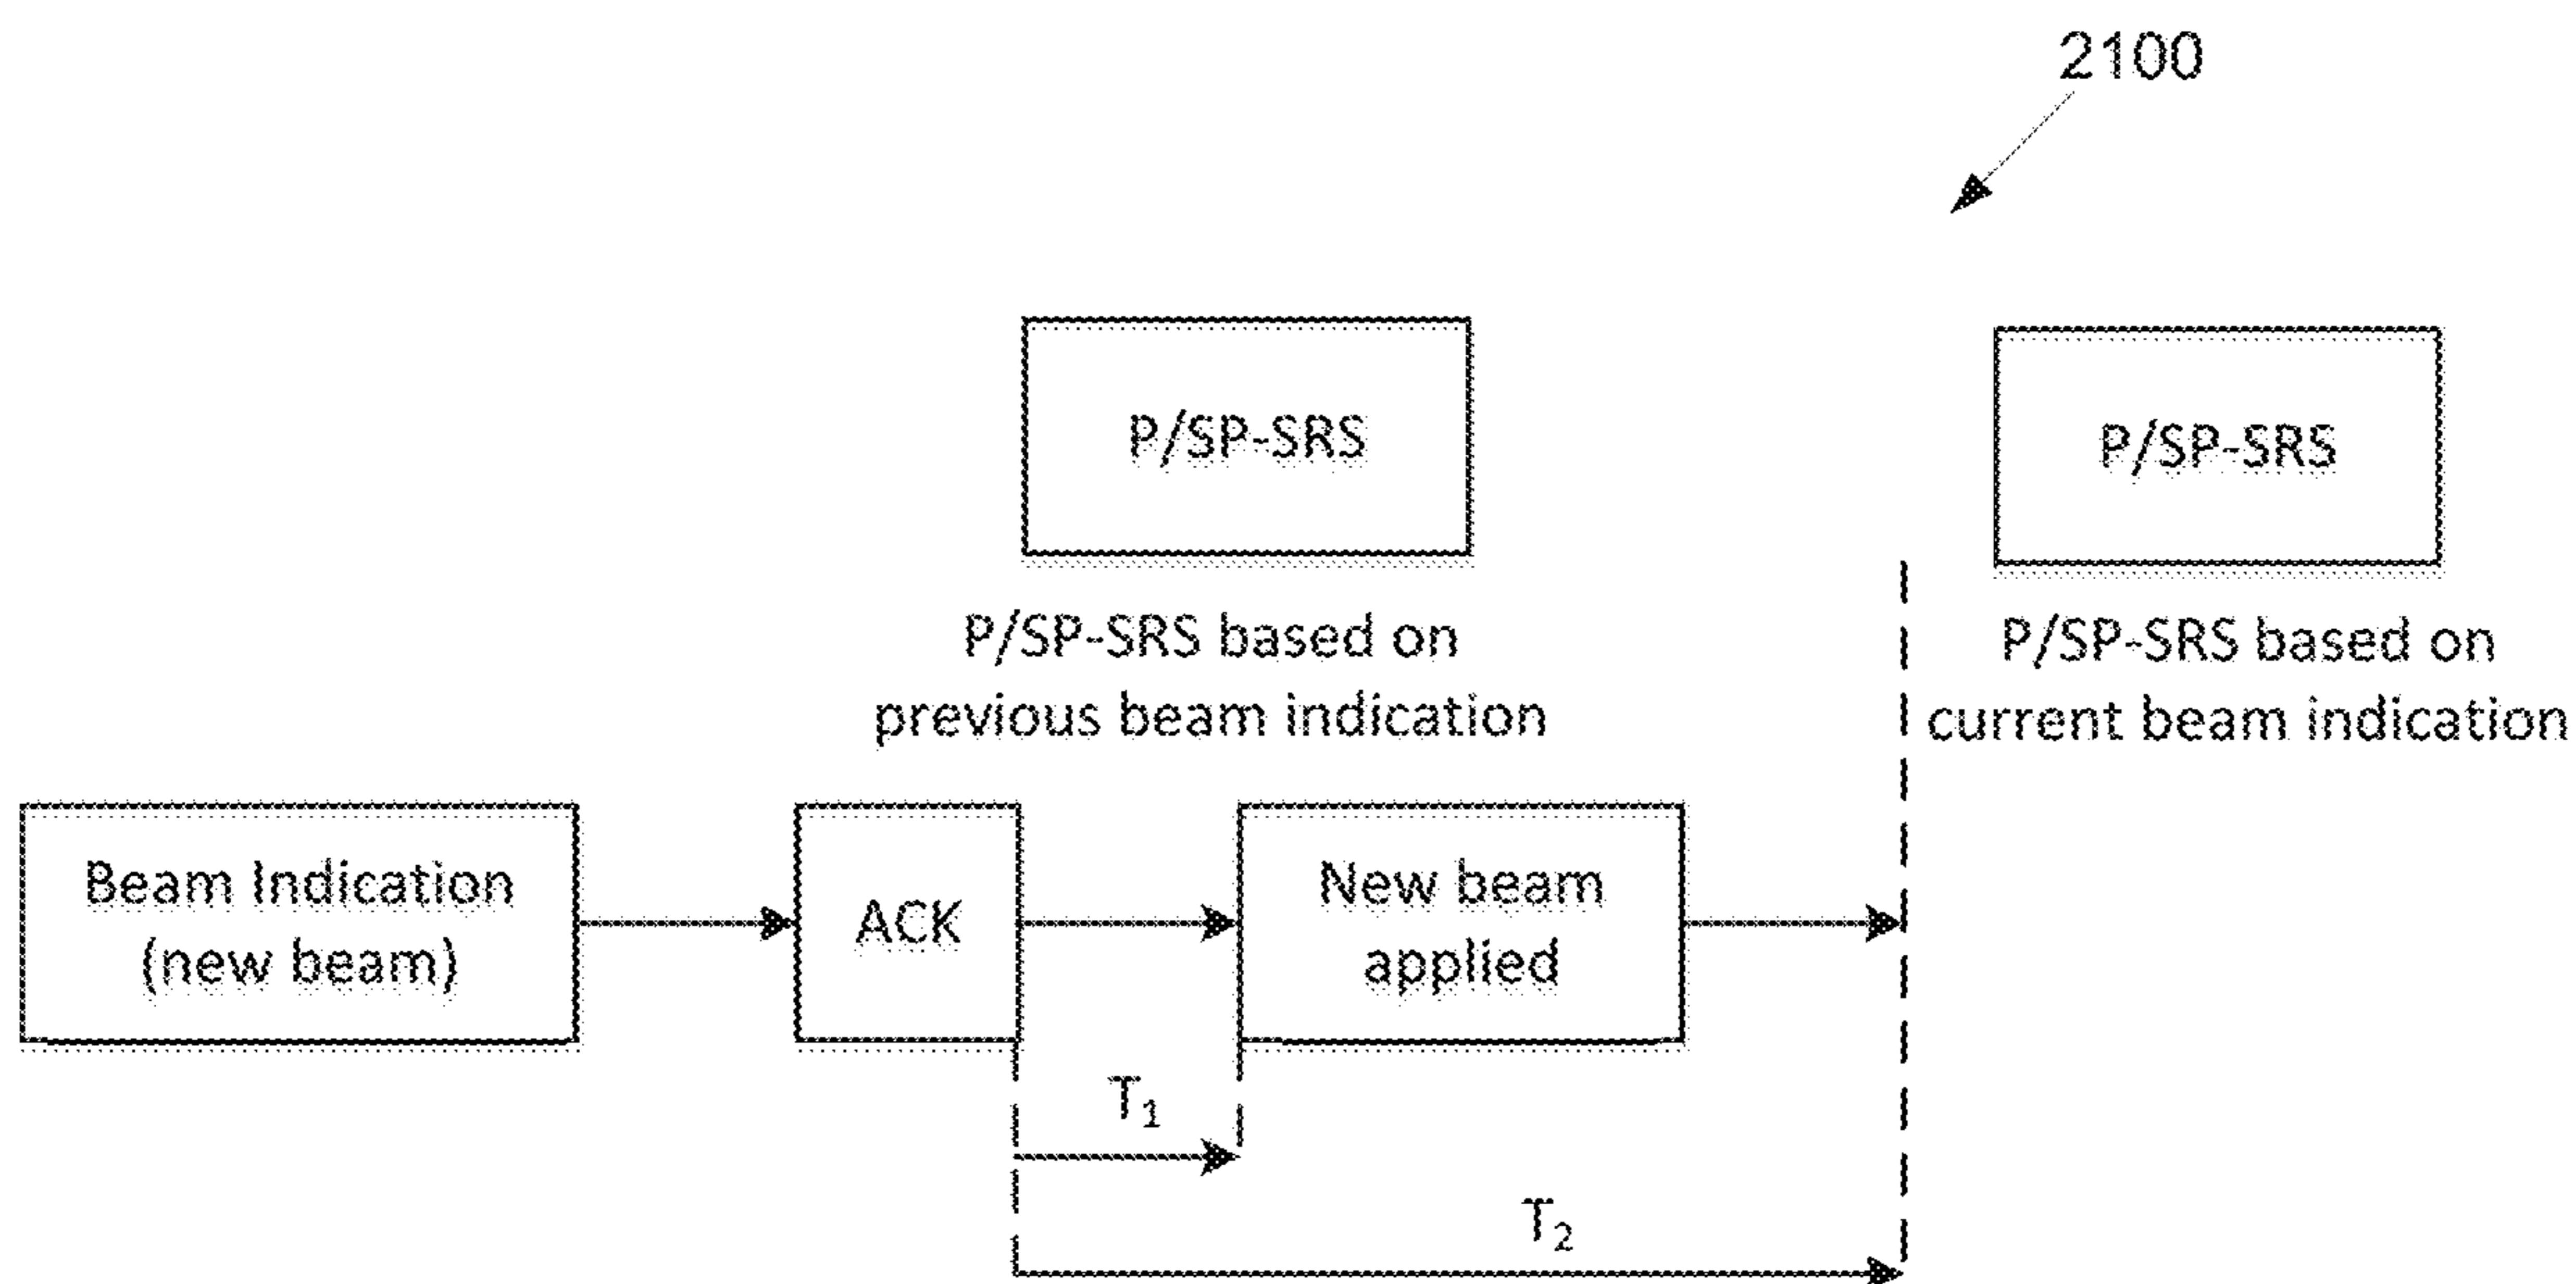 2100
P/SP-SRS
P/SP-SRS
P/SP-SRS based on
previous beam indication
P/SP-SRS based on
current beam indication
Beam Indication
(new beam)
ACK
New beam
applied
T₁
T₂